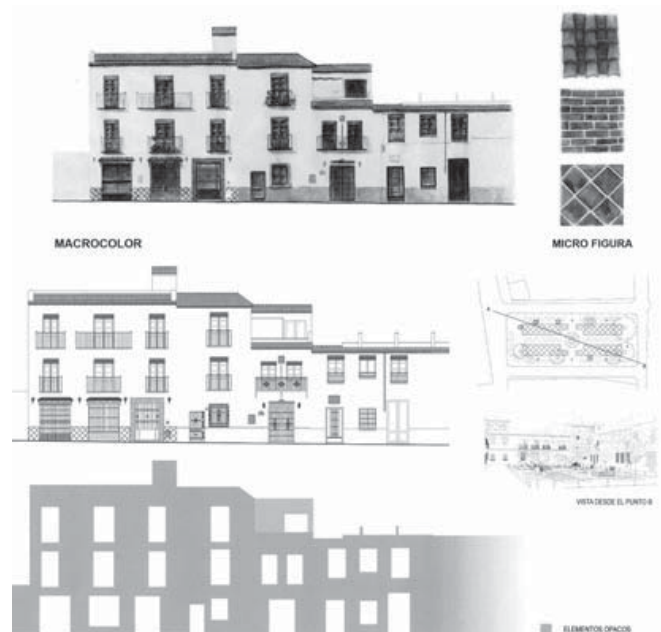 MACROCOLOR
MICRO FIGURA
VISTA DESDE EL PUNTO B
ELEMENTOS OPACOS